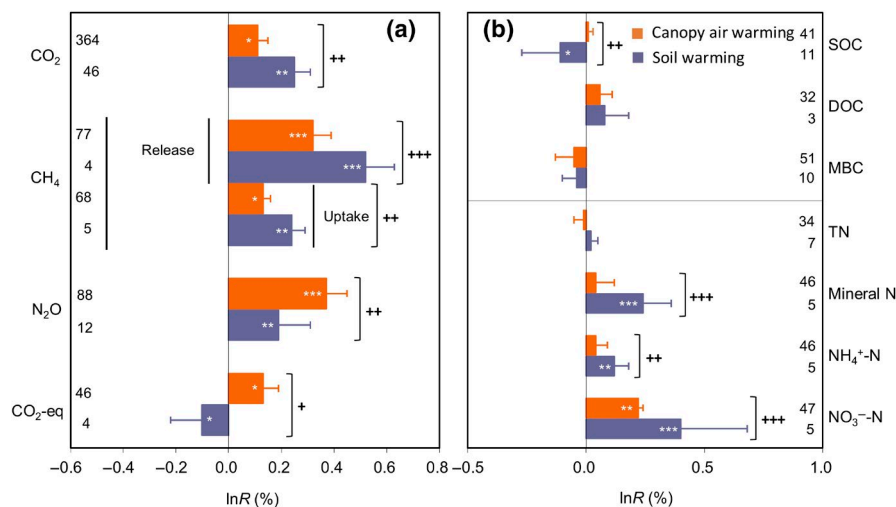 (a)
CO₂
364
46
*
**
++
CH₄
77
4
Release
***
***
+++
68
5
Uptake
*
**
++
N₂O
88
12
***
**
++
CO₂-eq
46
4
*
*
+
–0.6 –0.4 –0.2 0.0 0.2 0.4 0.6 0.8
lnR (%)
(b)
Canopy air warming
Soil warming
*
++
41
11
SOC
32
3
DOC
51
10
MBC
34
7
TN
***
+++
46
5
Mineral N
**
++
46
5
NH₄⁺-N
**
***
+++
47
5
NO₃⁻-N
–0.5 0.0 0.5 1.0
lnR (%)